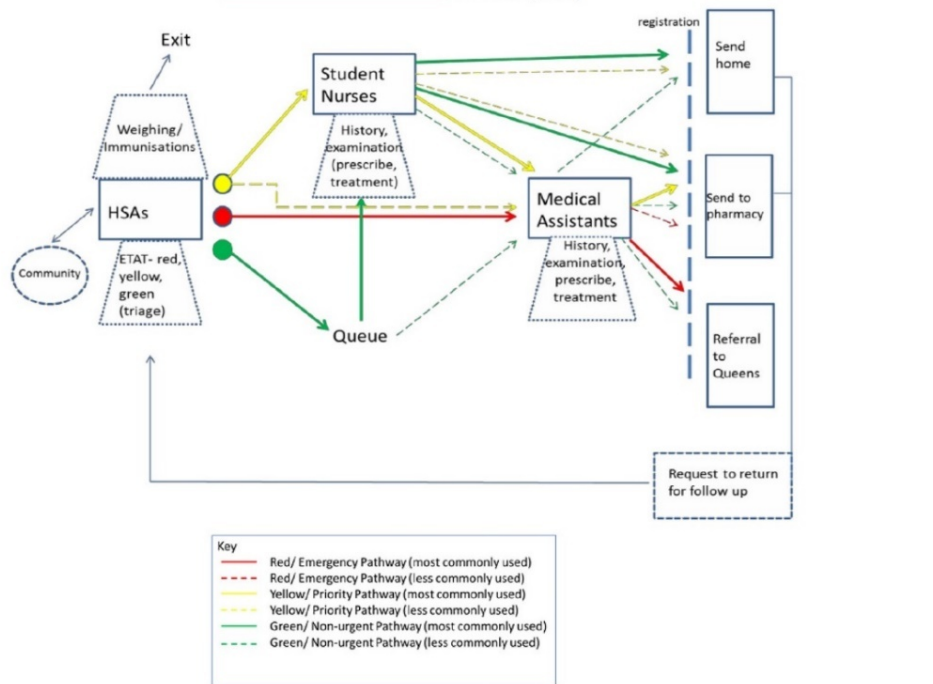 Exit
Weighing/
Immunisations
HSAs
Community
ETAT- red,
yellow,
green
(triage)
Student
Nurses
History,
examination
(prescribe,
treatment)
Queue
Medical
Assistants
History,
examination,
prescribe,
treatment
registration
Send
home
Send to
pharmacy
Referral
to
Queens
Request to return
for follow up
Key
Red/ Emergency Pathway (most commonly used)
Red/ Emergency Pathway (less commonly used)
Yellow/ Priority Pathway (most commonly used)
Yellow/ Priority Pathway (less commonly used)
Green/ Non-urgent Pathway (most commonly used)
Green/ Non-urgent Pathway (less commonly used)